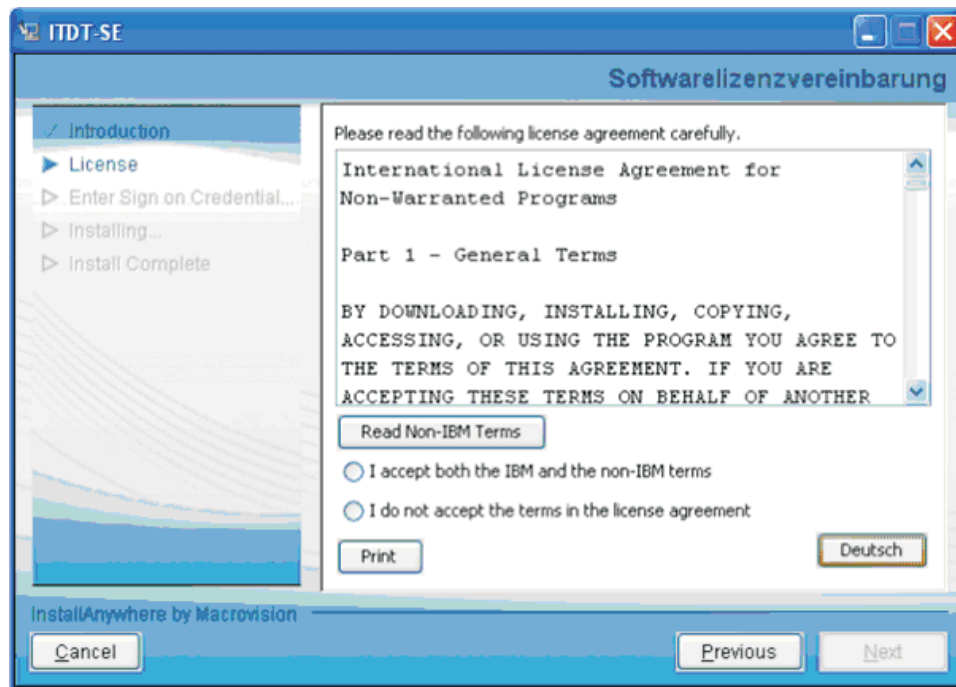 ITDT-SE
Softwarelizenzvereinbarung
Introduction
License
Enter Sign on Credential...
Installing...
Install Complete
Please read the following license agreement carefully.
International License Agreement for
Non-Warranted Programs
Part 1 - General Terms
BY DOWNLOADING, INSTALLING, COPYING,
ACCESSING, OR USING THE PROGRAM YOU AGREE TO
THE TERMS OF THIS AGREEMENT. IF YOU ARE
ACCEPTING THESE TERMS ON BEHALF OF ANOTHER
Read Non-IBM Terms
I accept both the IBM and the non-IBM terms
I do not accept the terms in the license agreement
Print
Deutsch
InstallAnywhere by Macrovision
Cancel
Previous
Next